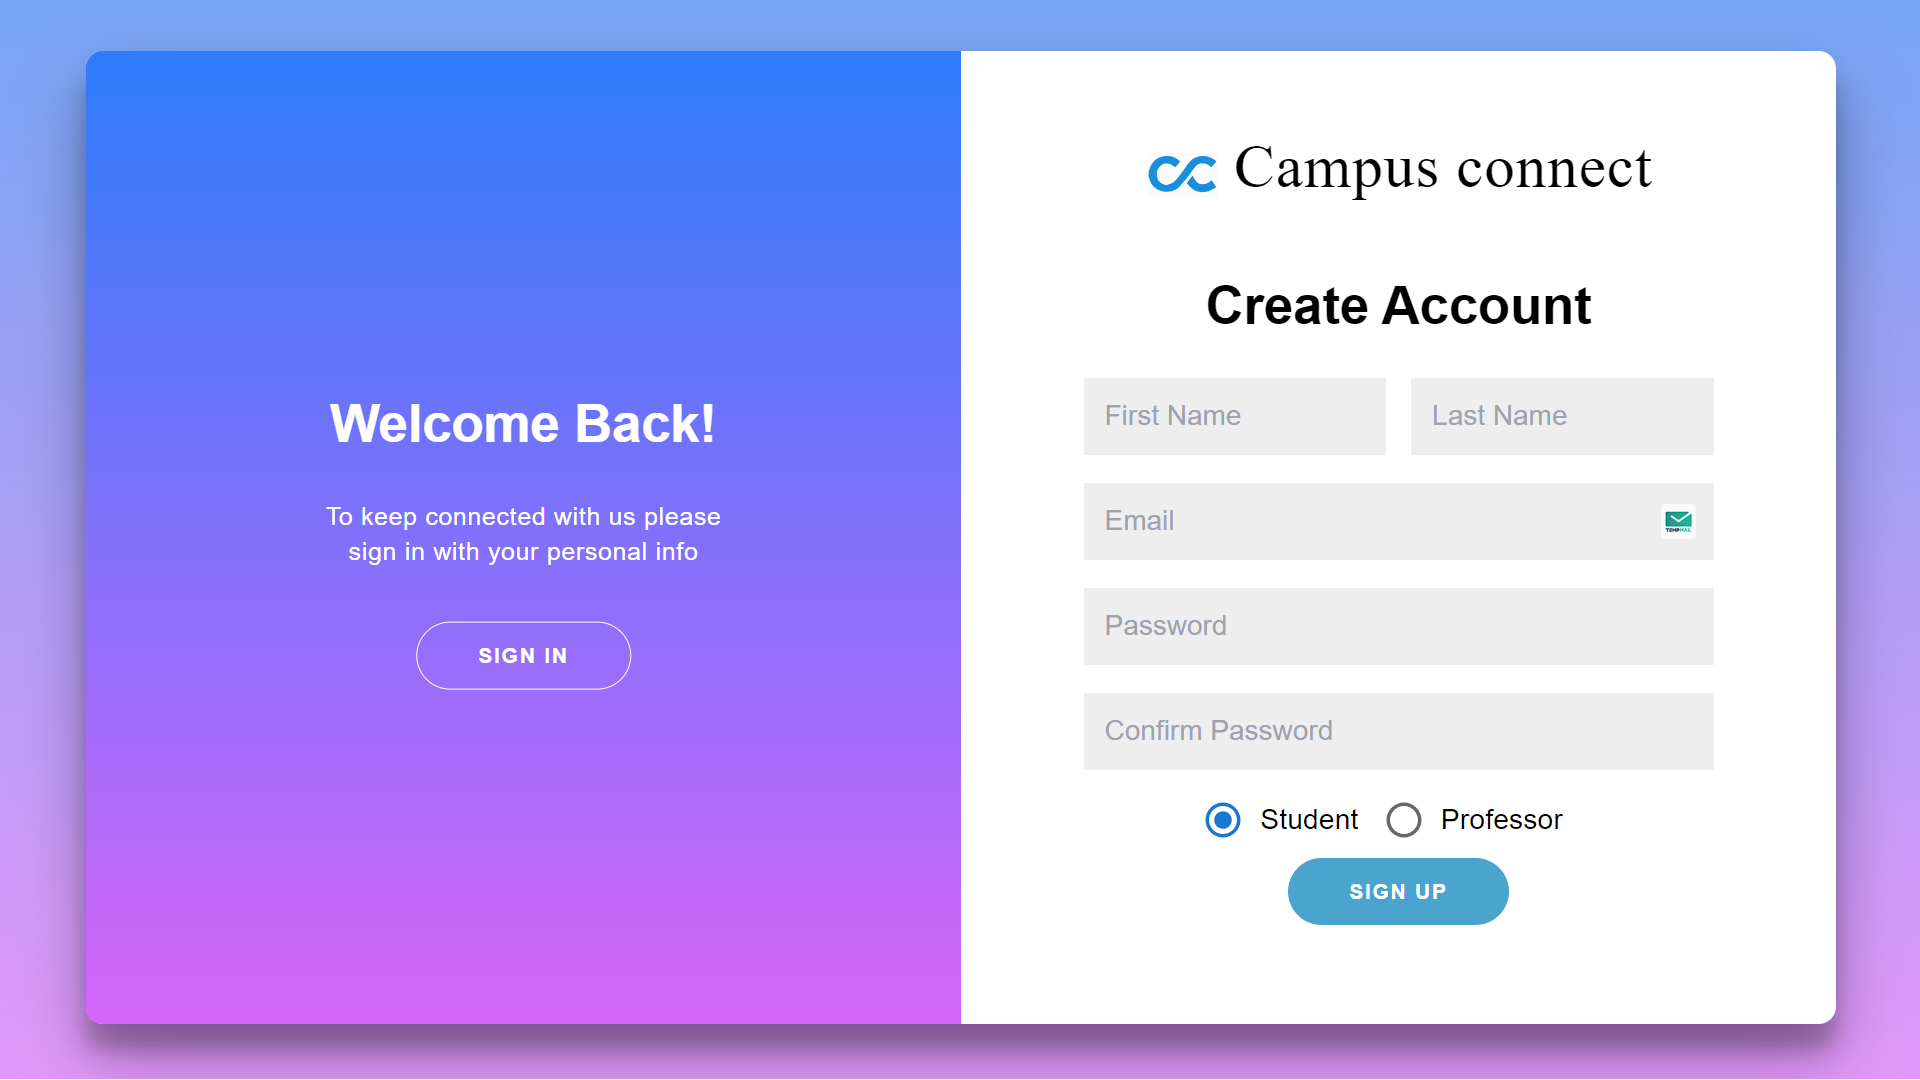 Welcome Back!
To keep connected with us please
sign in with your personal info
SIGN IN
Campus connect
Create Account
First Name
Last Name
Email
TEMPMAIL
Password
Confirm Password
Student
Professor
SIGN UP